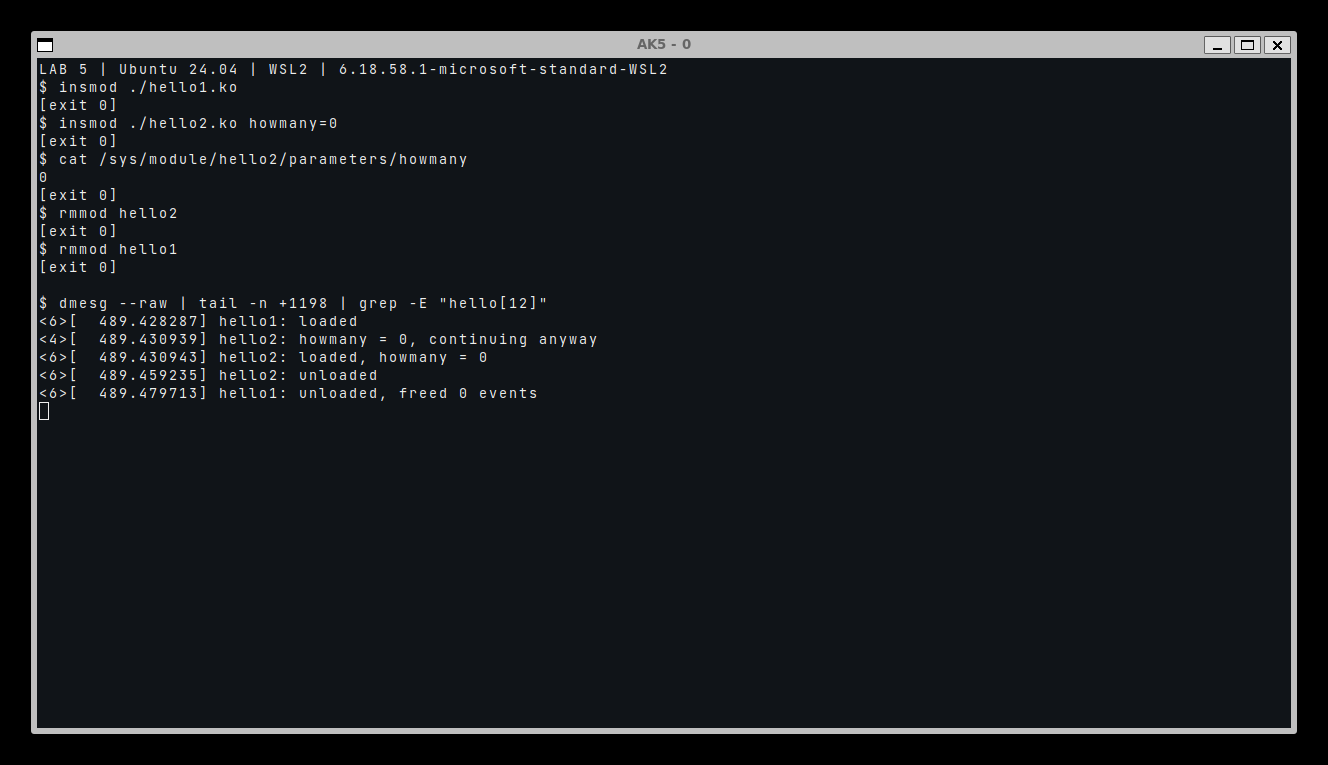 AK5 - 0
LAB 5 | Ubuntu 24.04 | WSL2 | 6.18.58.1-microsoft-standard-WSL2
$ insmod ./hello1.ko
[exit 0]
$ insmod ./hello2.ko howmany=0
[exit 0]
$ cat /sys/module/hello2/parameters/howmany
0
[exit 0]
$ rmmod hello2
[exit 0]
$ rmmod hello1
[exit 0]
$ dmesg --raw | tail -n +1198 | grep -E "hello[12]"
<6>[  489.428287] hello1: loaded
<4>[  489.430939] hello2: howmany = 0, continuing anyway
<6>[  489.430943] hello2: loaded, howmany = 0
<6>[  489.459235] hello2: unloaded
<6>[  489.479713] hello1: unloaded, freed 0 events